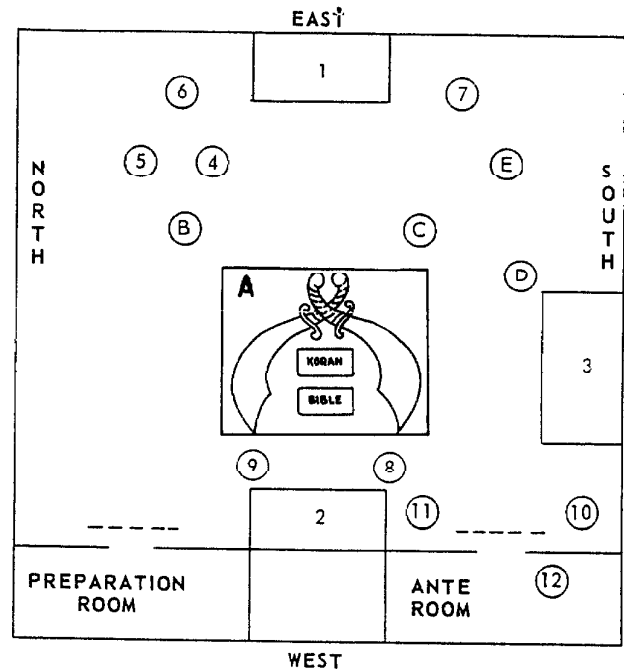 EAST
1
6
7
5
4
E
NORTH
SOUTH
B
C
A
D
KORAN
BIBLE
3
9
8
2
11
10
PREPARATION
ROOM
ANTE
ROOM
12
WEST